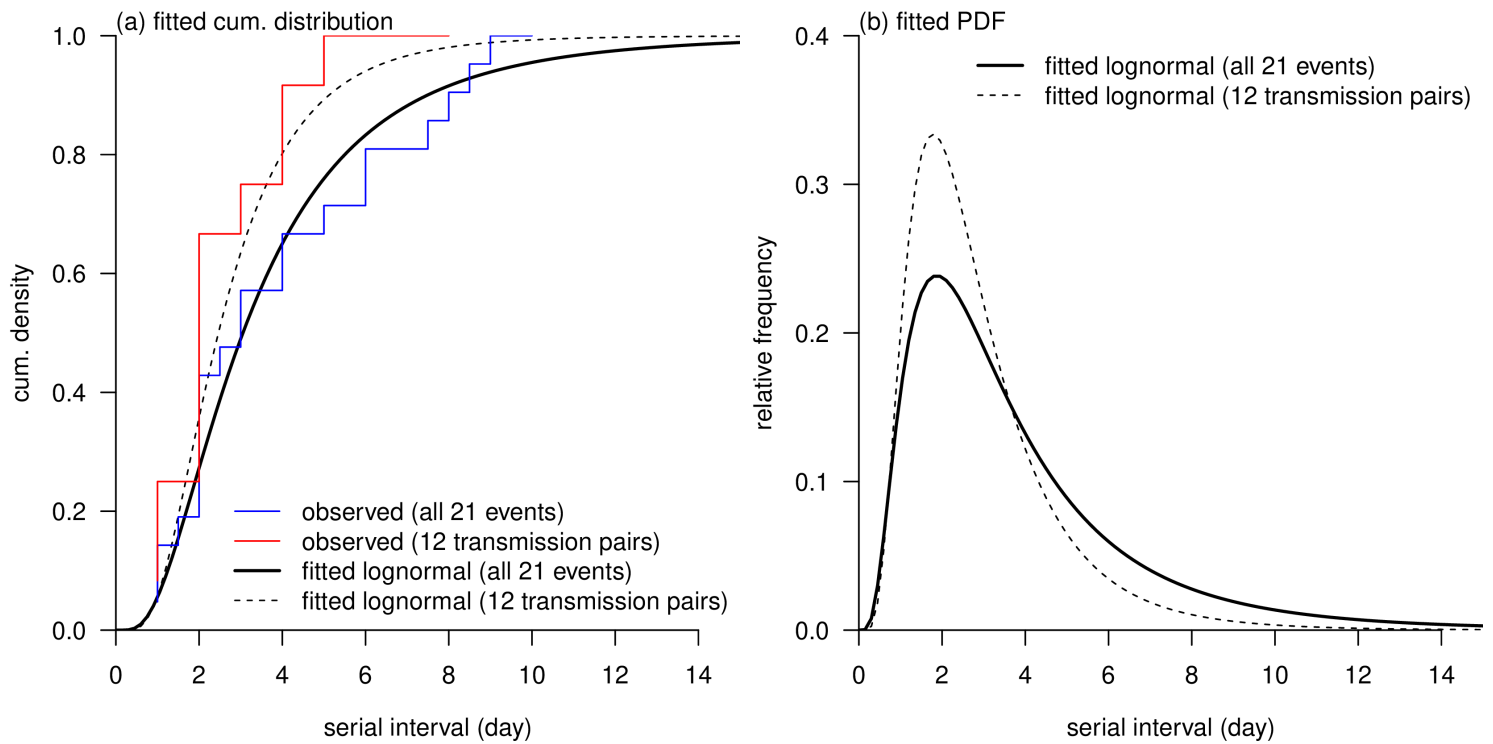 (a) fitted cum. distribution
cum. density
1.0
0.8
0.6
0.4
0.2
0.0
observed (all 21 events)
observed (12 transmission pairs)
fitted lognormal (all 21 events)
fitted lognormal (12 transmission pairs)
0 2 4 6 8 10 12 14
serial interval (day)
(b) fitted PDF
relative frequency
0.4
0.3
0.2
0.1
0.0
fitted lognormal (all 21 events)
fitted lognormal (12 transmission pairs)
0 2 4 6 8 10 12 14
serial interval (day)